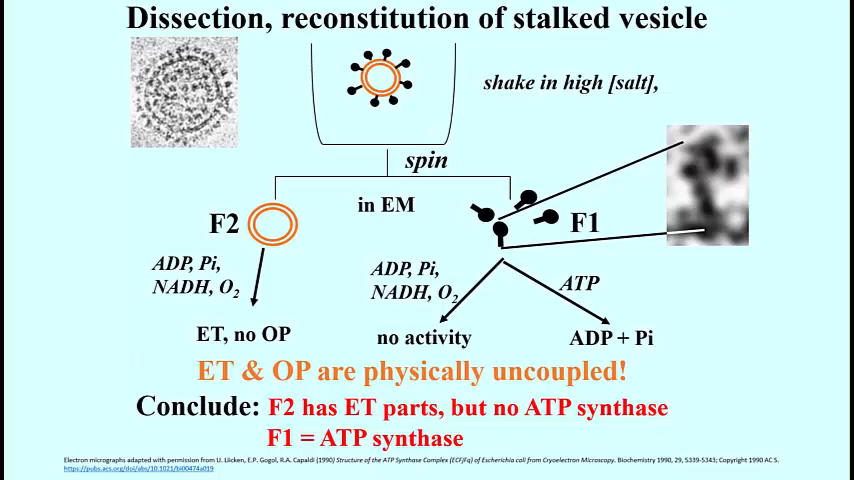 Dissection, reconstitution of stalked vesicle
shake in high [salt],
spin
in EM
F2
F1
ADP, Pi,
NADH, O2
ADP, Pi,
NADH, O2
ATP
ET, no OP
no activity
ADP + Pi
ET & OP are physically uncoupled!
Conclude: F2 has ET parts, but no ATP synthase
F1 = ATP synthase
Electron micrographs adapted with permission from U. Lücken, E.P. Gogol, R.A. Capaldi (1990) Structure of the ATP Synthase Complex (ECF1Fo) of Escherichia coli from Cryoelectron Microscopy. Biochemistry 1990, 29, 5339-5343; Copyright 1990 ACS.
https://pubs.acs.org/doi/abs/10.1021/bi00474a019